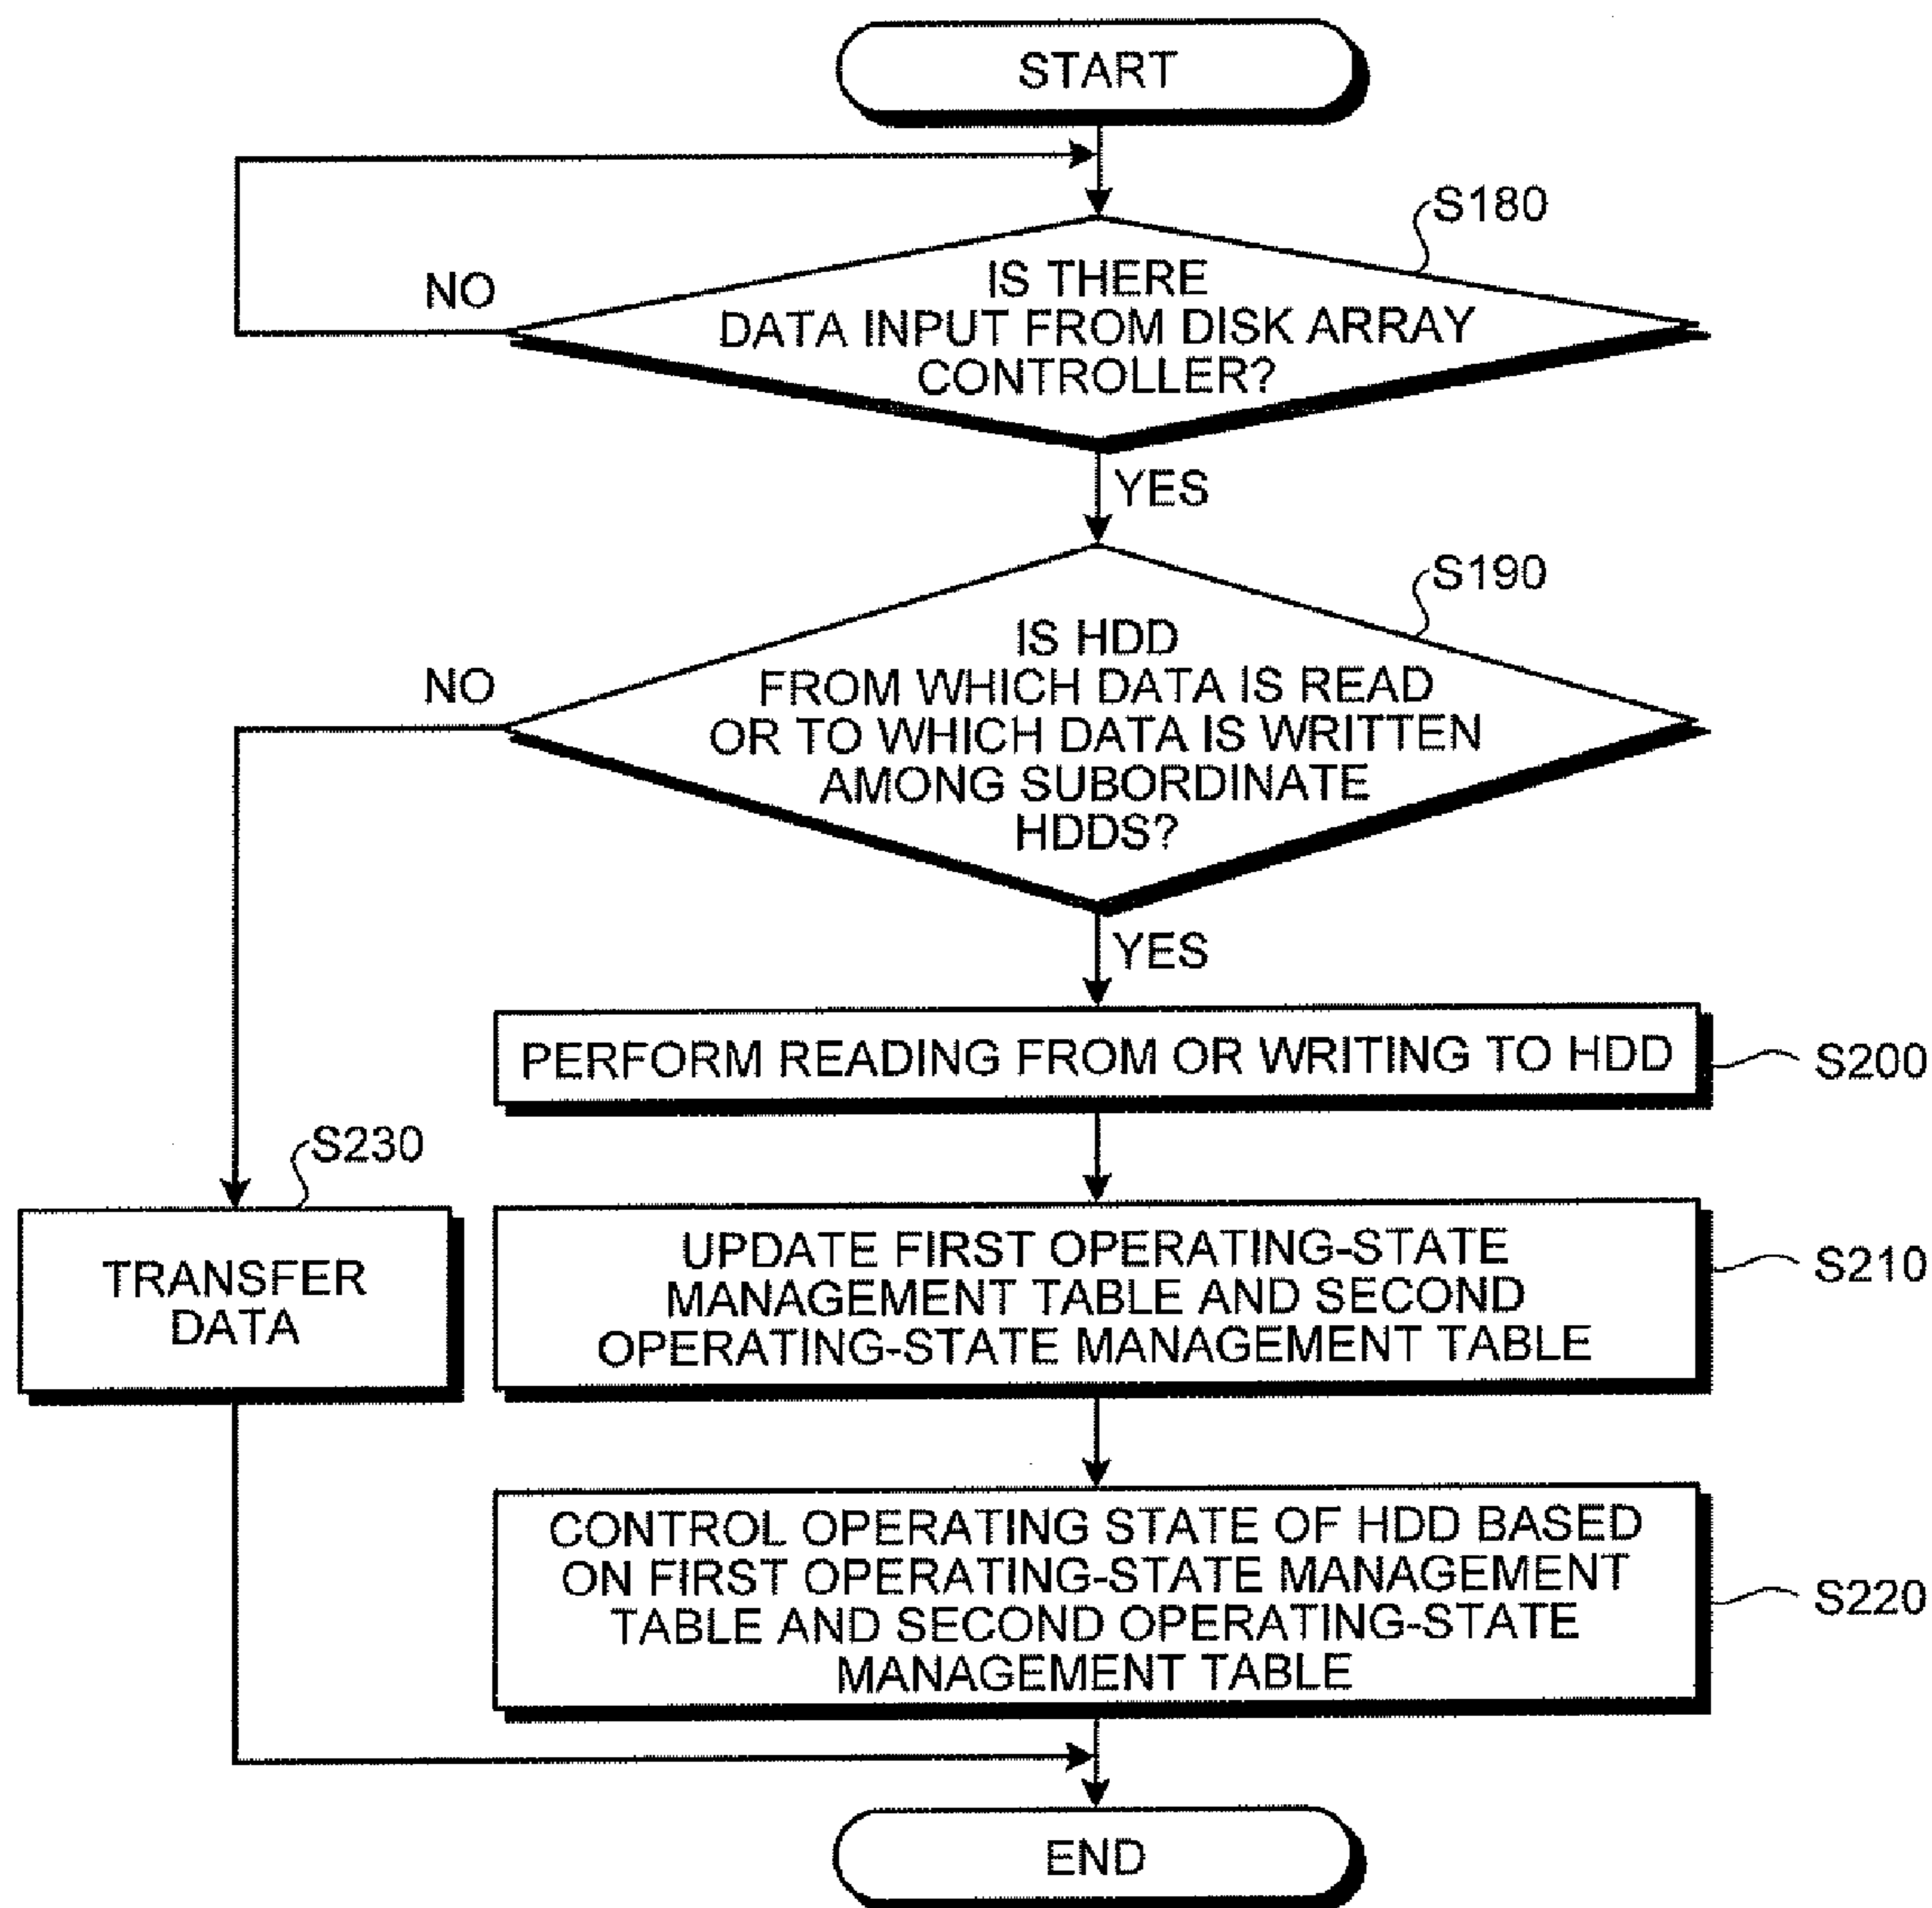 START
S180
IS THERE
NO
DATA INPUT FROM DISK ARRAY
CONTROLLER?
YES
S190
IS HDD
NO
FROM WHICH DATA IS READ
OR TO WHICH DATA IS WRITTEN
AMONG SUBORDINATE
HDDS?
YES
PERFORM READING FROM OR WRITING TO HDD
S200
S230
TRANSFER
DATA
UPDATE FIRST OPERATING-STATE
MANAGEMENT TABLE AND SECOND
OPERATING-STATE MANAGEMENT TABLE
S210
CONTROL OPERATING STATE OF HDD BASED
ON FIRST OPERATING-STATE MANAGEMENT
TABLE AND SECOND OPERATING-STATE
MANAGEMENT TABLE
S220
END